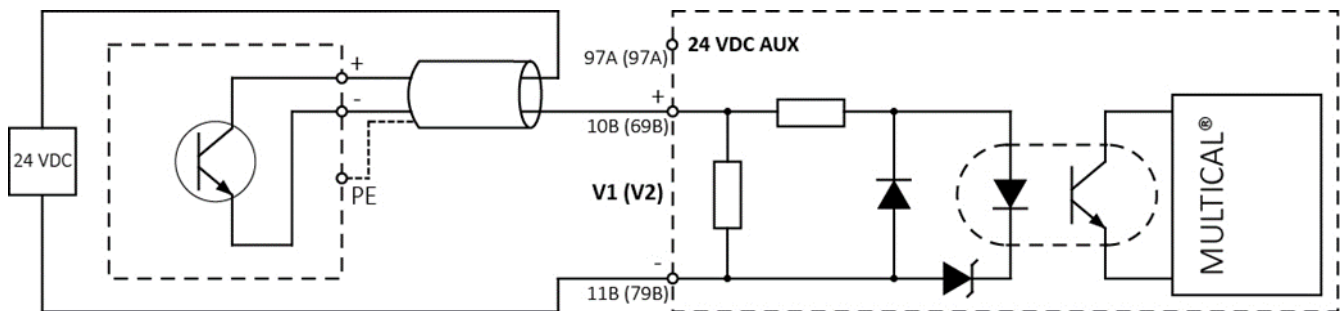 24 VDC
+
-
PE
97A (97A)
24 VDC AUX
+
10B (69B)
V1 (V2)
-
11B (79B)
MULTICAL®